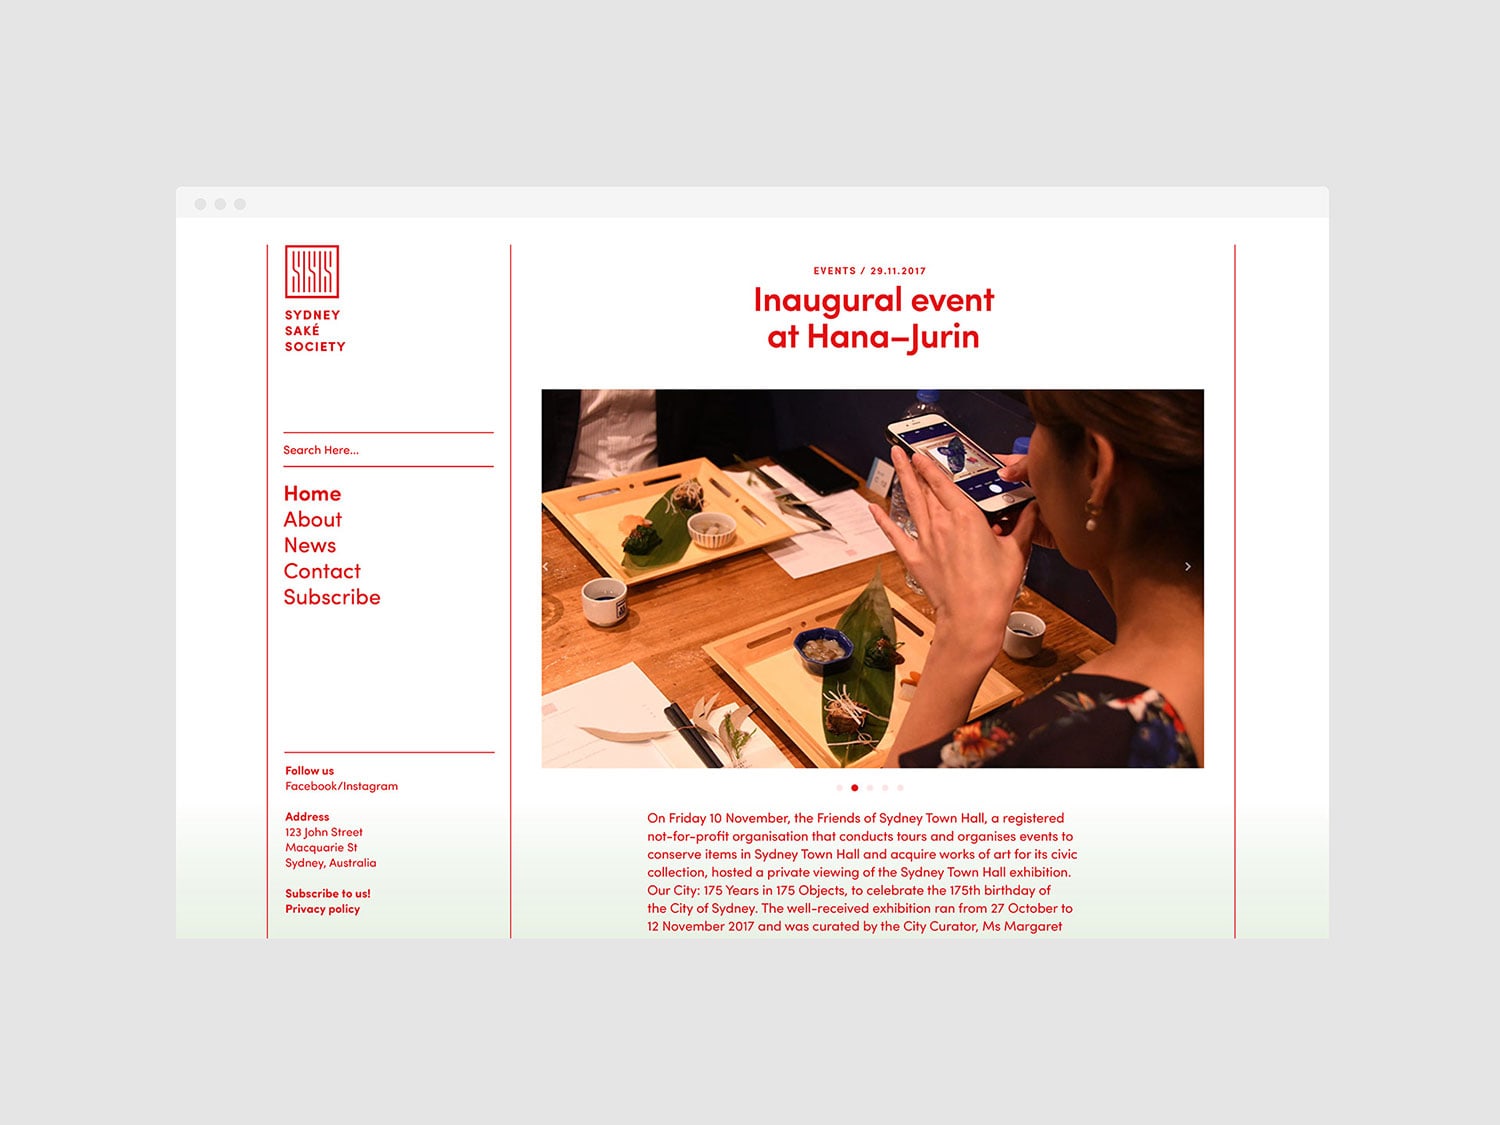 SYDNEY
SAKÉ
SOCIETY
Search Here...
Home
About
News
Contact
Subscribe
Follow us
Facebook/Instagram
Address
123 John Street
Macquarie St
Sydney, Australia
Subscribe to us!
Privacy policy
EVENTS / 29.11.2017
Inaugural event
at Hana–Jurin
On Friday 10 November, the Friends of Sydney Town Hall, a registered
not-for-profit organisation that conducts tours and organises events to
conserve items in Sydney Town Hall and acquire works of art for its civic
collection, hosted a private viewing of the Sydney Town Hall exhibition.
Our City: 175 Years in 175 Objects, to celebrate the 175th birthday of
the City of Sydney. The well-received exhibition ran from 27 October to
12 November 2017 and was curated by the City Curator, Ms Margaret